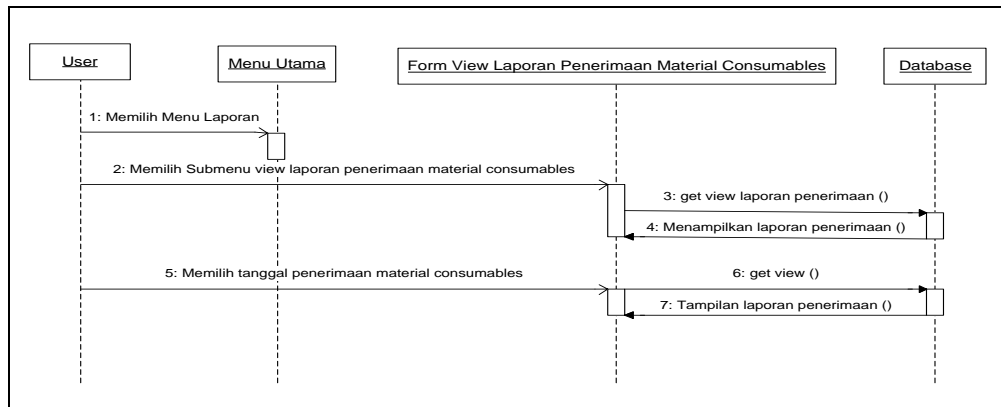 User
Menu Utama
Form View Laporan Penerimaan Material Consumables
Database
1: Memilih Menu Laporan
2: Memilih Submenu view laporan penerimaan material consumables
3: get view laporan penerimaan ()
4: Menampilkan laporan penerimaan ()
5: Memilih tanggal penerimaan material consumables
6: get view ()
7: Tampilan laporan penerimaan ()